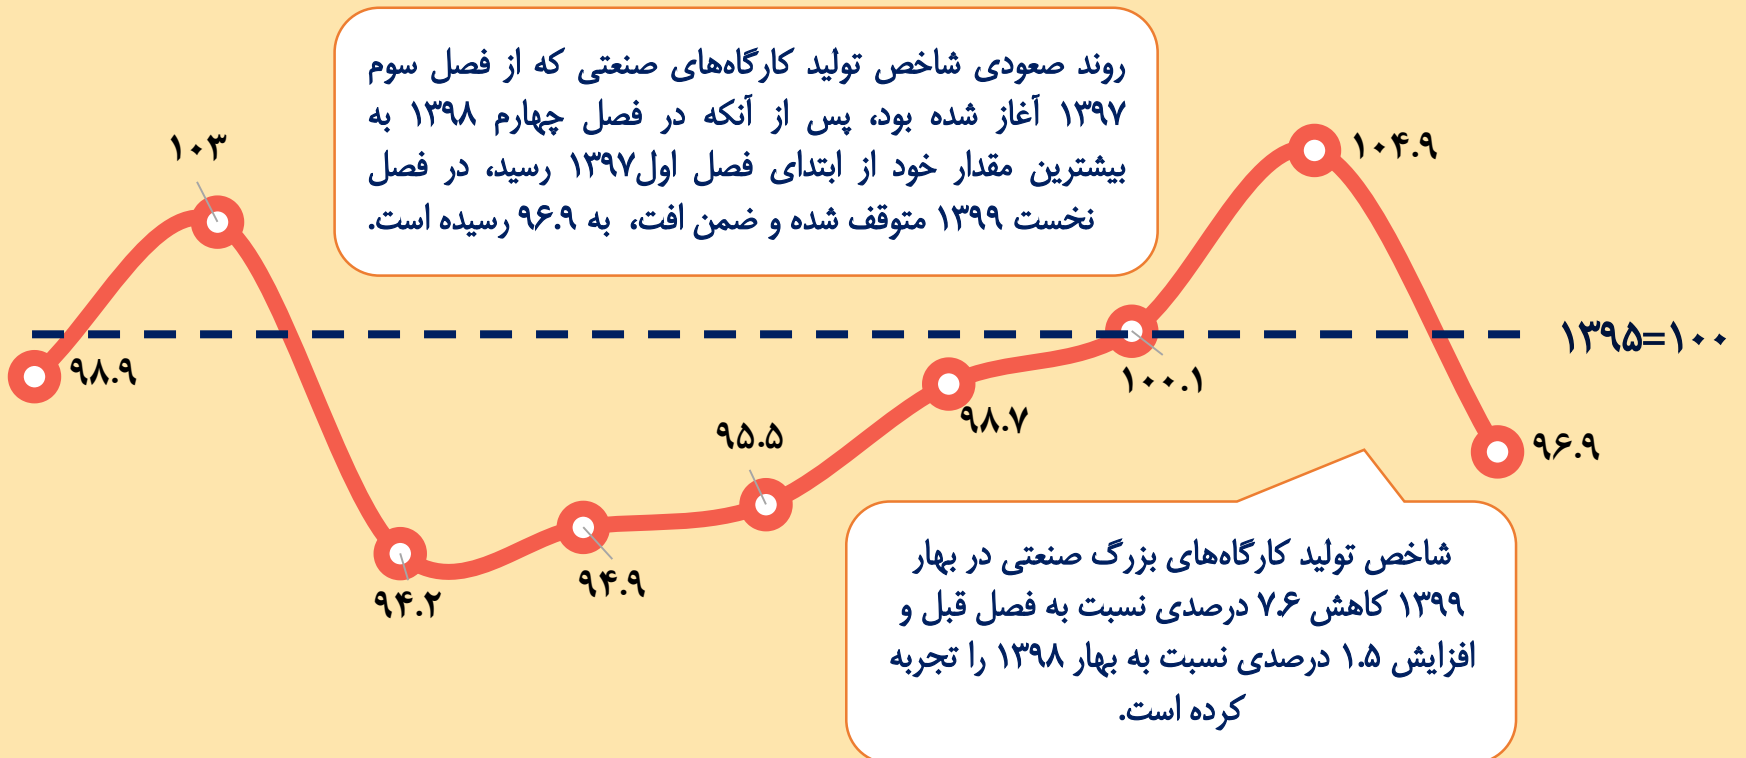 روند صعودی شاخص تولید کارگاه‌های صنعتی که از فصل سوم
۱۳۹۷ آغاز شده بود، پس از آنکه در فصل چهارم ۱۳۹۸ به
بیشترین مقدار خود از ابتدای فصل اول۱۳۹۷ رسید، در فصل
نخست ۱۳۹۹ متوقف شده و ضمن افت، به ۹۶.۹ رسیده است.
۱۰۳
۱۰۴.۹
۱۳۹۵=۱۰۰
۹۸.۹
۱۰۰.۱
۹۸.۷
۹۵.۵
۹۶.۹
۹۴.۹
۹۴.۲
شاخص تولید کارگاه‌های بزرگ صنعتی در بهار
۱۳۹۹ کاهش ۷.۶ درصدی نسبت به فصل قبل و
افزایش ۱.۵ درصدی نسبت به بهار ۱۳۹۸ را تجربه
کرده است.